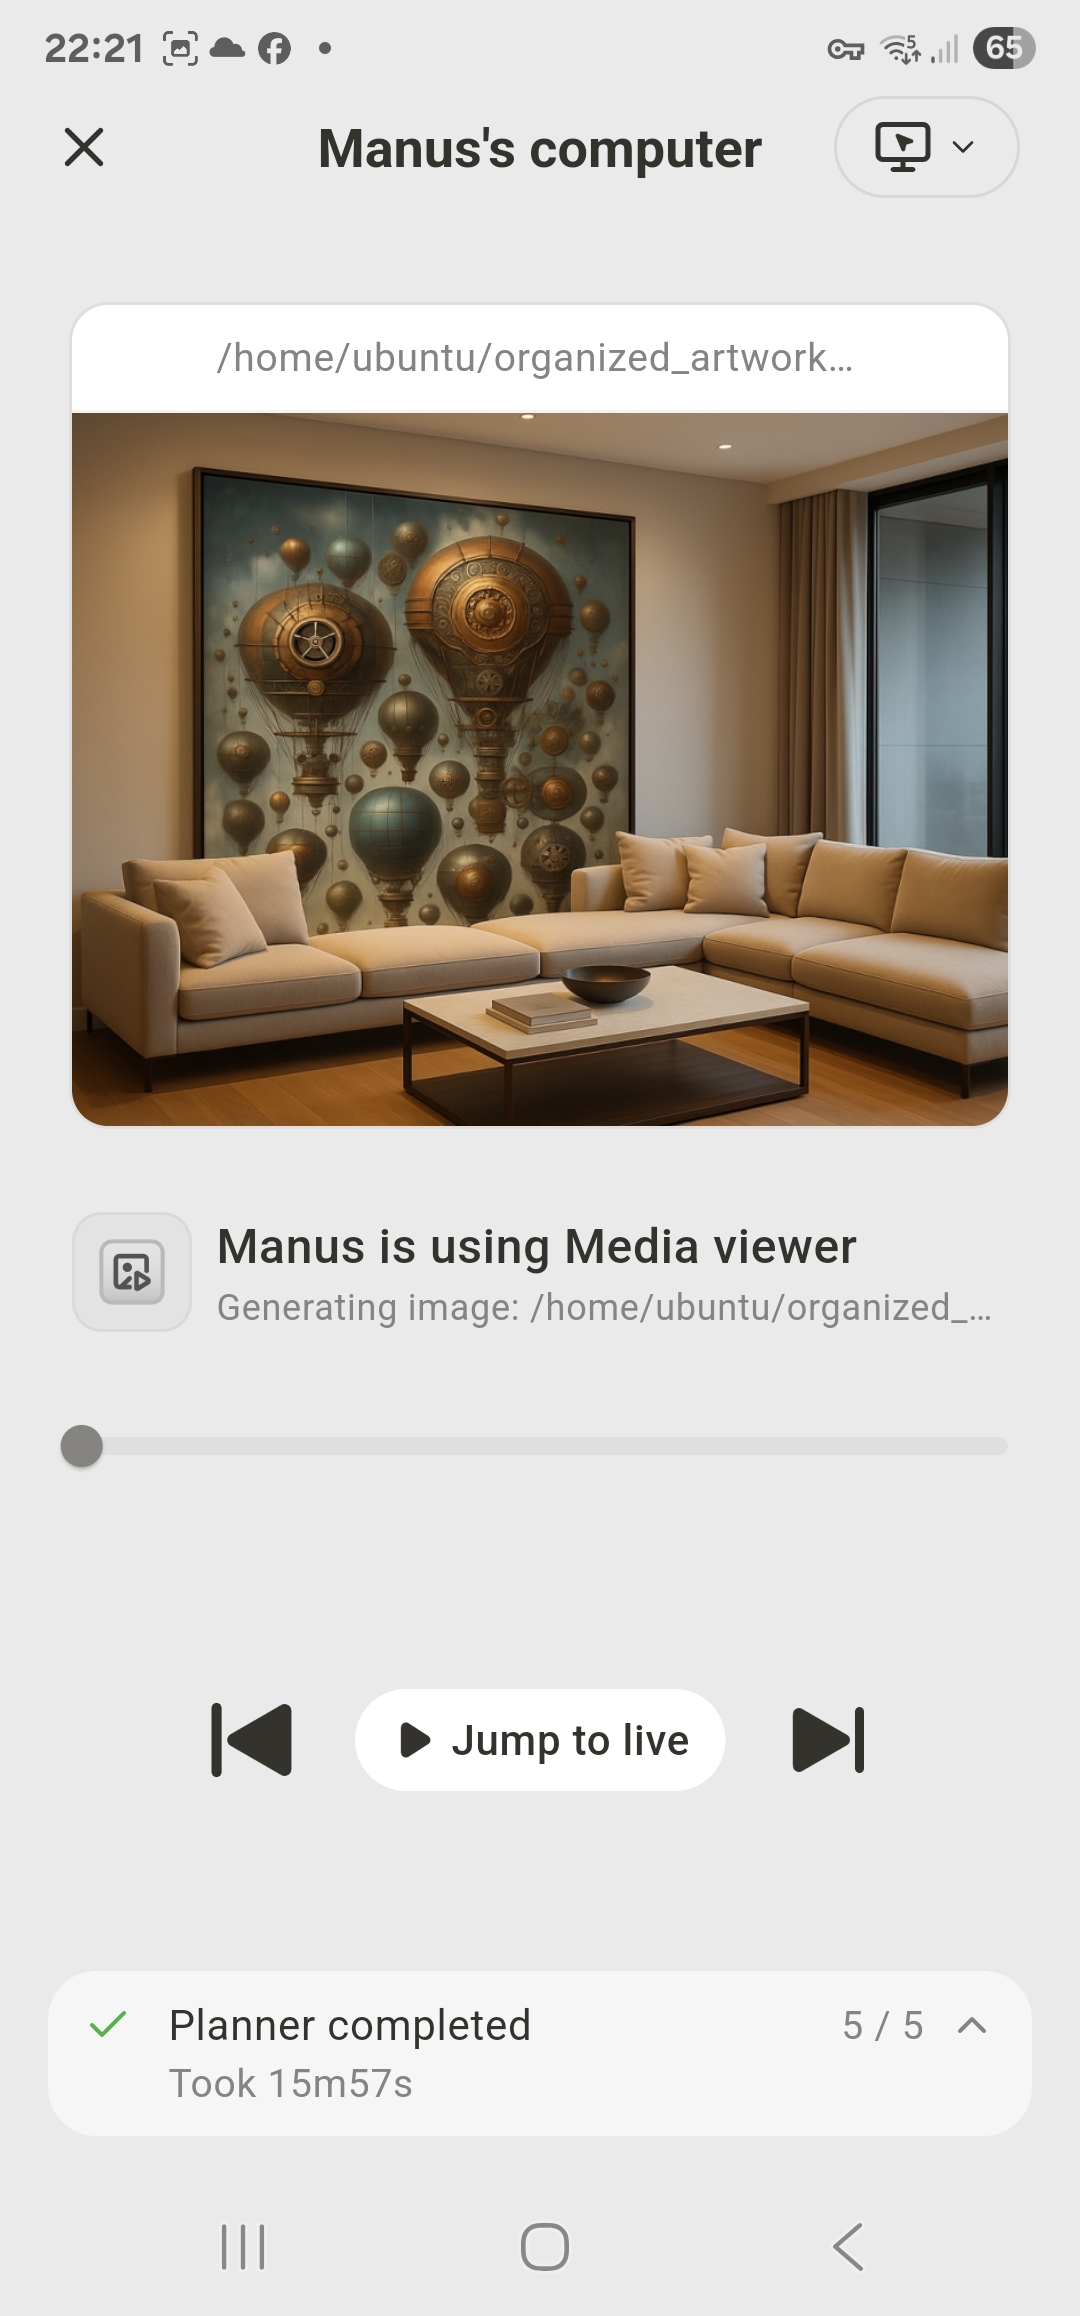 22:21
5
65
Manus's computer
/home/ubuntu/organized_artwork...
Manus is using Media viewer
Generating image: /home/ubuntu/organized_...
Jump to live
Planner completed
5 / 5
Took 15m57s